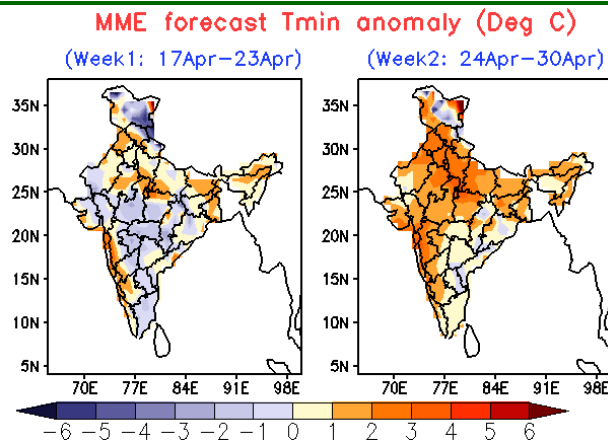 MME forecast Tmin anomaly (Deg C)
(Week1: 17Apr−23Apr) (Week2: 24Apr−30Apr)
35N
30N
25N
20N
15N
10N
5N
70E 77E 84E 91E 98E
35N
30N
25N
20N
15N
10N
5N
70E 77E 84E 91E 98E
−6 −5 −4 −3 −2 −1 0 1 2 3 4 5 6